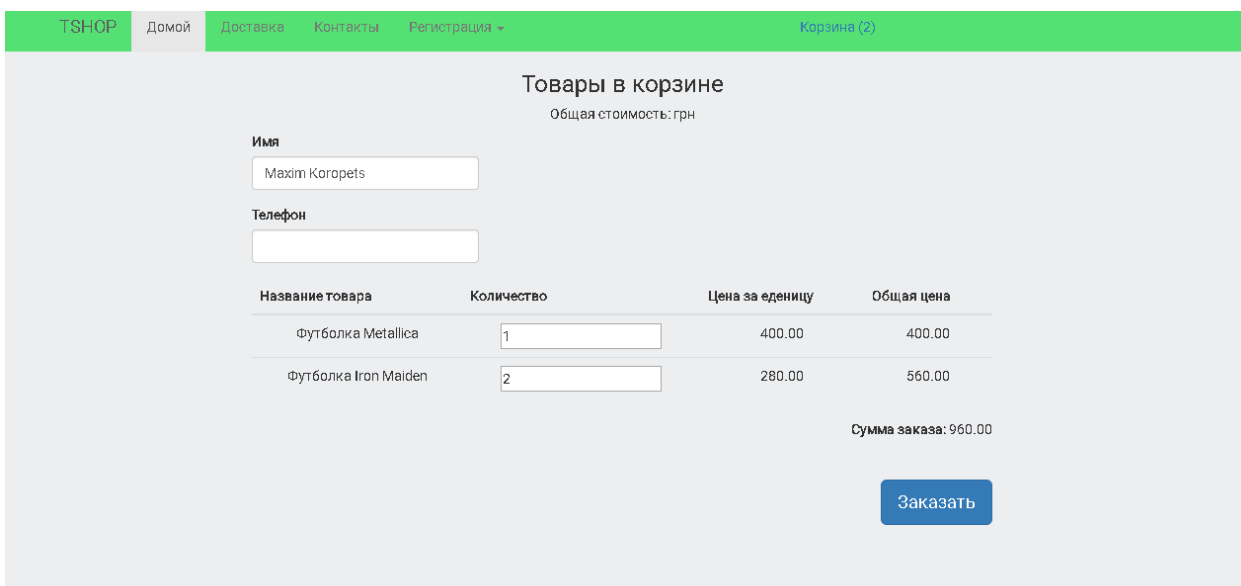 TSHOP Домой Доставка Контакты Регистрация Корзина (2)
Товары в корзине
Общая стоимость: грн
Имя
Maxim Koropets
Телефон
Название товара Количество Цена за еденицу Общая цена
Футболка Metallica 1 400.00 400.00
Футболка Iron Maiden 2 280.00 560.00
Сумма заказа: 960.00
Заказать